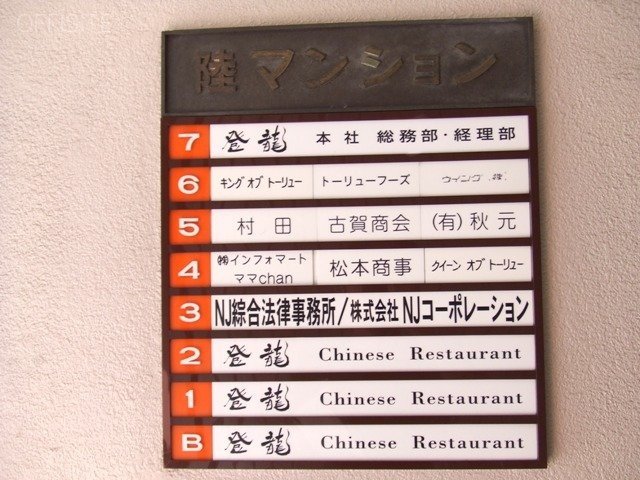 OFFISITE
陸マンション
7 登龍 本社 総務部・経理部
6 キング オブ トーリュー トーリューフーズ ウイング (株)
5 村田 古賀商会 (有)秋元
4 ㈱インフォマート ママchan 松本商事 クイーン オブ トーリュー
3 NJ綜合法律事務所/株式会社 NJコーポレーション
2 登龍 Chinese Restaurant
1 登龍 Chinese Restaurant
B 登龍 Chinese Restaurant